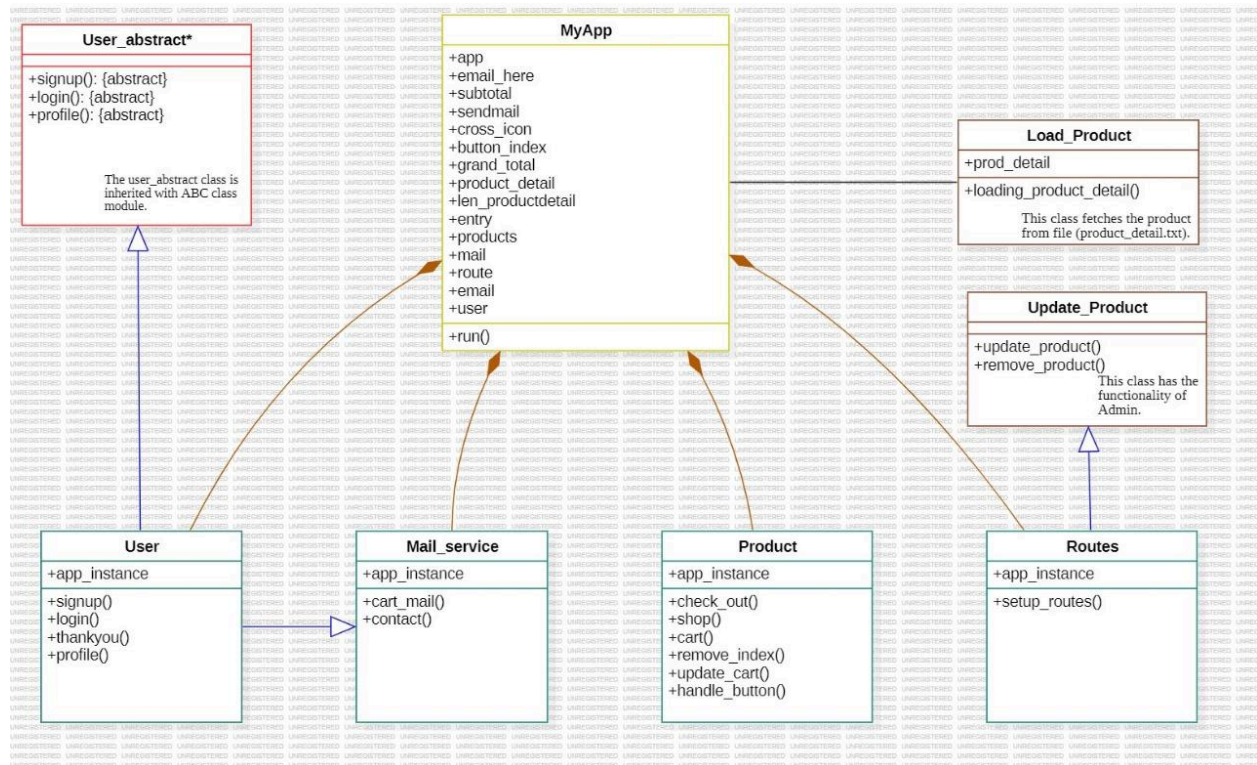 User_abstract*
+signup(): {abstract}
+login(): {abstract}
+profile(): {abstract}
The user_abstract class is
inherited with ABC class
module.
MyApp
+app
+email_here
+subtotal
+sendmail
+cross_icon
+button_index
+grand_total
+product_detail
+len_productdetail
+entry
+products
+mail
+route
+email
+user
+run()
Load_Product
+prod_detail
+loading_product_detail()
This class fetches the product
from file (product_detail.txt).
Update_Product
+update_product()
+remove_product()
This class has the
functionality of
Admin.
User
+app_instance
+signup()
+login()
+thankyou()
+profile()
Mail_service
+app_instance
+cart_mail()
+contact()
Product
+app_instance
+check_out()
+shop()
+cart()
+remove_index()
+update_cart()
+handle_button()
Routes
+app_instance
+setup_routes()
UNREGISTERED